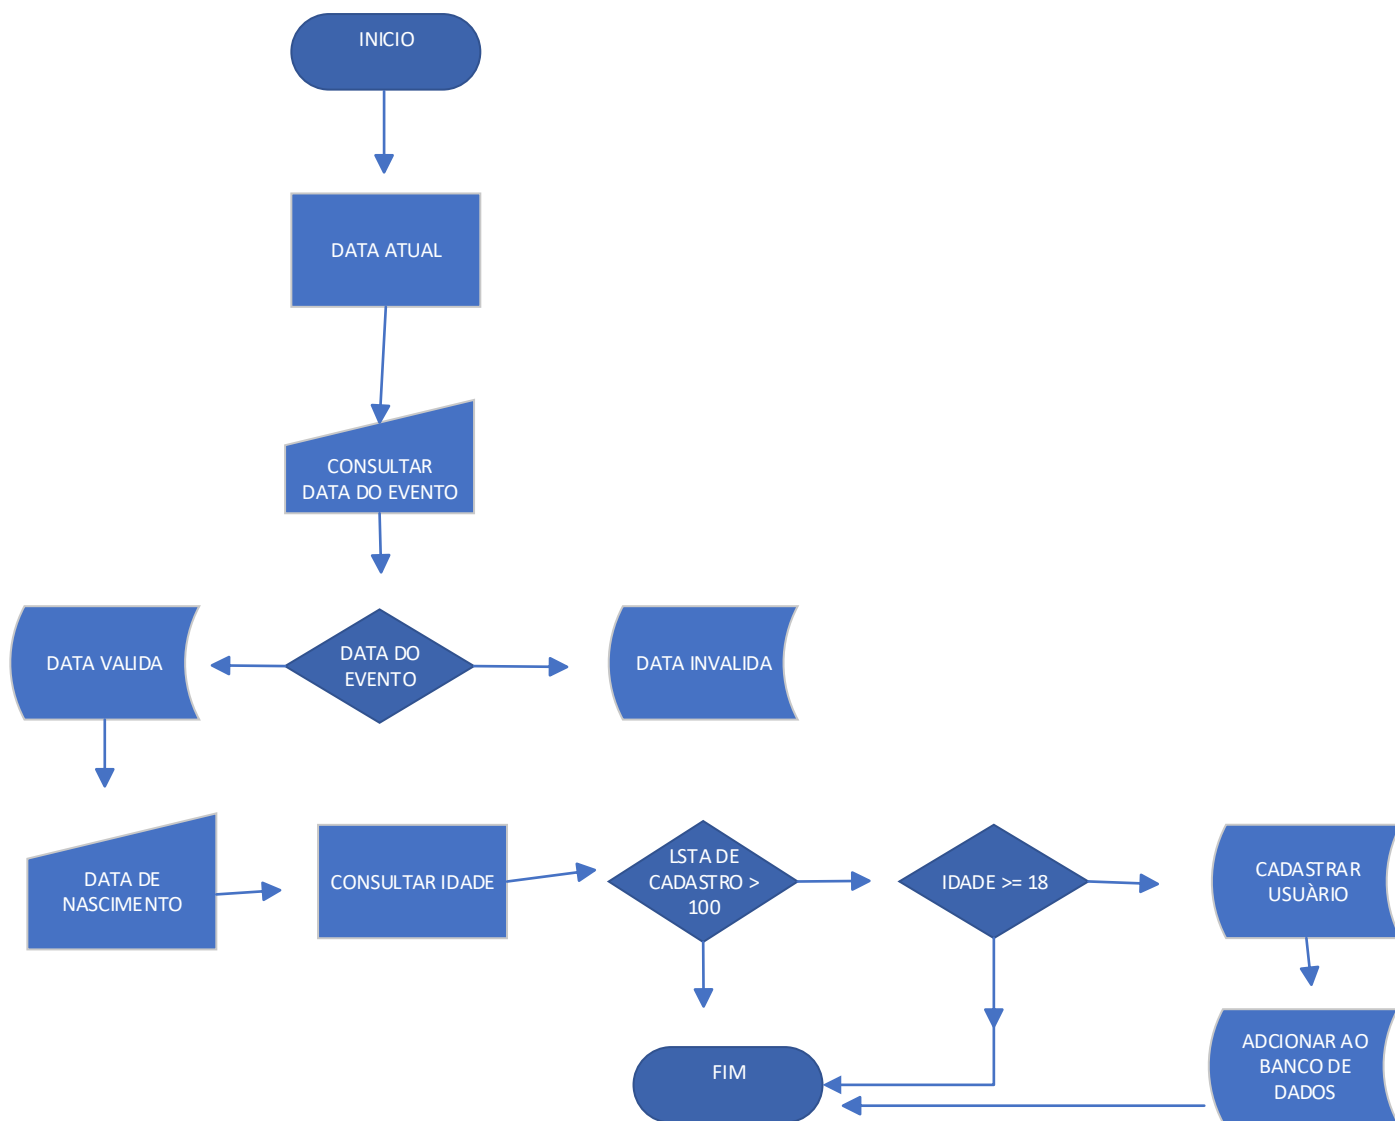 INICIO
DATA ATUAL
CONSULTAR
DATA DO EVENTO
DATA VALIDA
DATA DO
EVENTO
DATA INVALIDA
DATA DE
NASCIMENTO
CONSULTAR IDADE
LSTA DE
CADASTRO >
100
IDADE >= 18
CADASTRAR
USUÀRIO
FIM
ADCIONAR AO
BANCO DE
DADOS